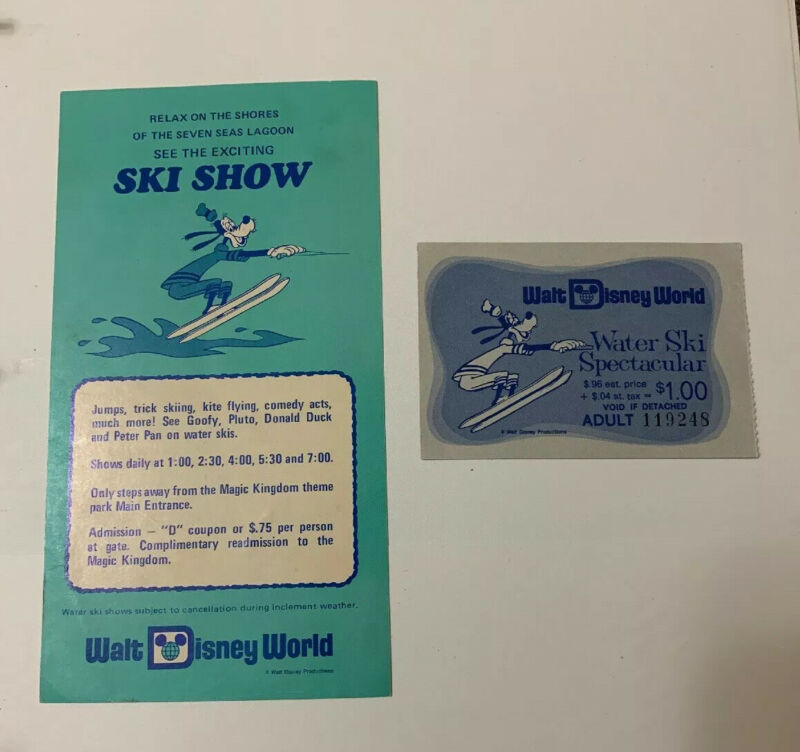 RELAX ON THE SHORES
OF THE SEVEN SEAS LAGOON
SEE THE EXCITING
SKI SHOW
Jumps, trick skiing, kite flying, comedy acts,
much more! See Goofy, Pluto, Donald Duck
and Peter Pan on water skis.
Shows daily at 1:00, 2:30, 4:00, 5:30 and 7:00.
Only steps away from the Magic Kingdom theme
park Main Entrance.
Admission – "D" coupon or $.75 per person
at gate. Complimentary readmission to the
Magic Kingdom.
Water ski shows subject to cancellation during inclement weather.
Walt Disney World
© Walt Disney Productions
Walt Disney World
Water Ski
Spectacular
$.96 est. price
+ $.04 st. tax = $1.00
VOID IF DETACHED
ADULT 119248
© Walt Disney Productions